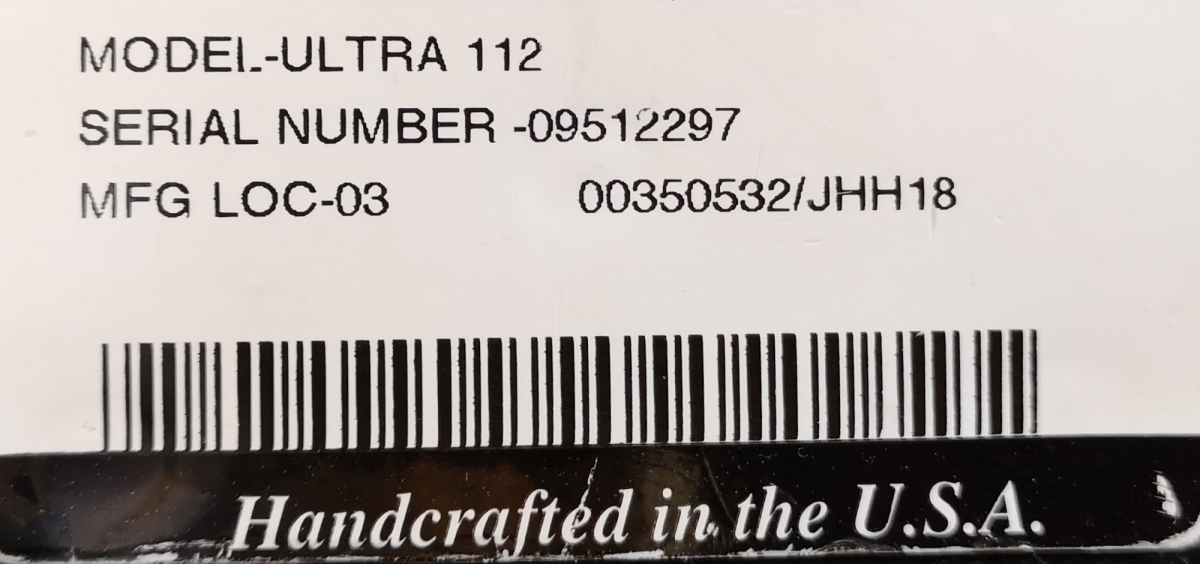 MODEL-ULTRA 112
SERIAL NUMBER -09512297
MFG LOC-03 00350532/JHH18
Handcrafted in the U.S.A.